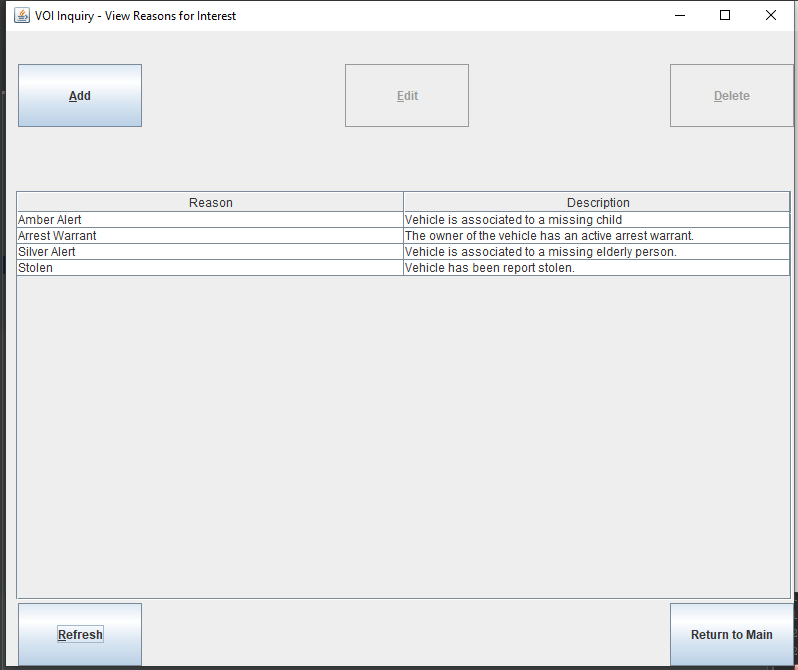 VOI Inquiry - View Reasons for Interest
Add Edit Delete
Reason Description
Amber Alert Vehicle is associated to a missing child
Arrest Warrant The owner of the vehicle has an active arrest warrant.
Silver Alert Vehicle is associated to a missing elderly person.
Stolen Vehicle has been report stolen.
Refresh Return to Main